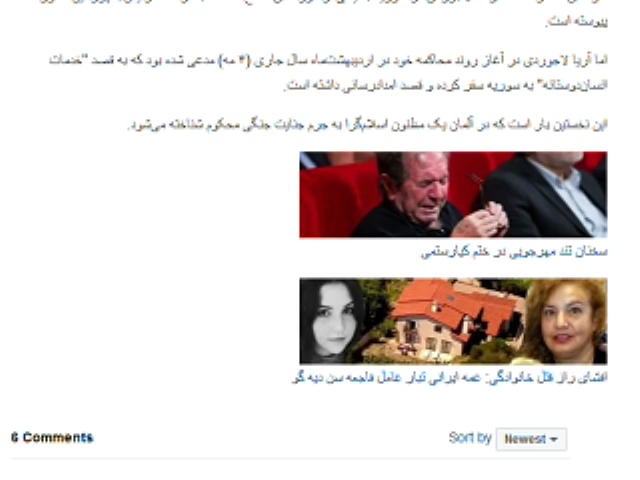 پیوسته است.
اما آریا لاجوردی در آغاز روند محاکمه خود در اردیبهشت‌ماه سال جاری (۳ مه) مدعی شده بود که به قصد "خدمات
انسان‌دوستانه" به سوریه سفر کرده و قصد امدادرسانی داشته است.
این نخستین بار است که در آلمان یک مظنون اسلامگرا به جرم جنایت جنگی محکوم شناخته می‌شود.
سخنان تند مهرجویی در ختم کیارستمی
افشای راز قتل خانوادگی: عمه ایرانی تبار عامل فاجعه سن دیه گو
6 Comments
Sort by Newest